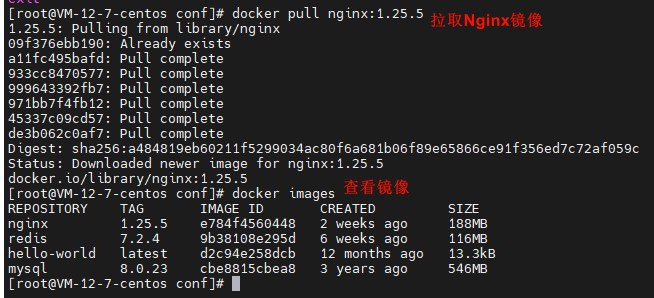 [root@VM-12-7-centos conf]# docker pull nginx:1.25.5
拉取Nginx镜像
1.25.5: Pulling from library/nginx
09f376ebb190: Already exists
a11fc495bafd: Pull complete
933cc8470577: Pull complete
999643392fb7: Pull complete
971bb7f4fb12: Pull complete
45337c09cd57: Pull complete
de3b062c0af7: Pull complete
Digest: sha256:a484819eb60211f5299034ac80f6a681b06f89e65866ce91f356ed7c72af059c
Status: Downloaded newer image for nginx:1.25.5
docker.io/library/nginx:1.25.5
[root@VM-12-7-centos conf]# docker images 查看镜像
REPOSITORY TAG IMAGE ID CREATED SIZE
nginx 1.25.5 e784f4560448 2 weeks ago 188MB
redis 7.2.4 9b38108e295d 6 weeks ago 116MB
hello-world latest d2c94e258dcb 12 months ago 13.3kB
mysql 8.0.23 cbe8815cbea8 3 years ago 546MB
[root@VM-12-7-centos conf]#